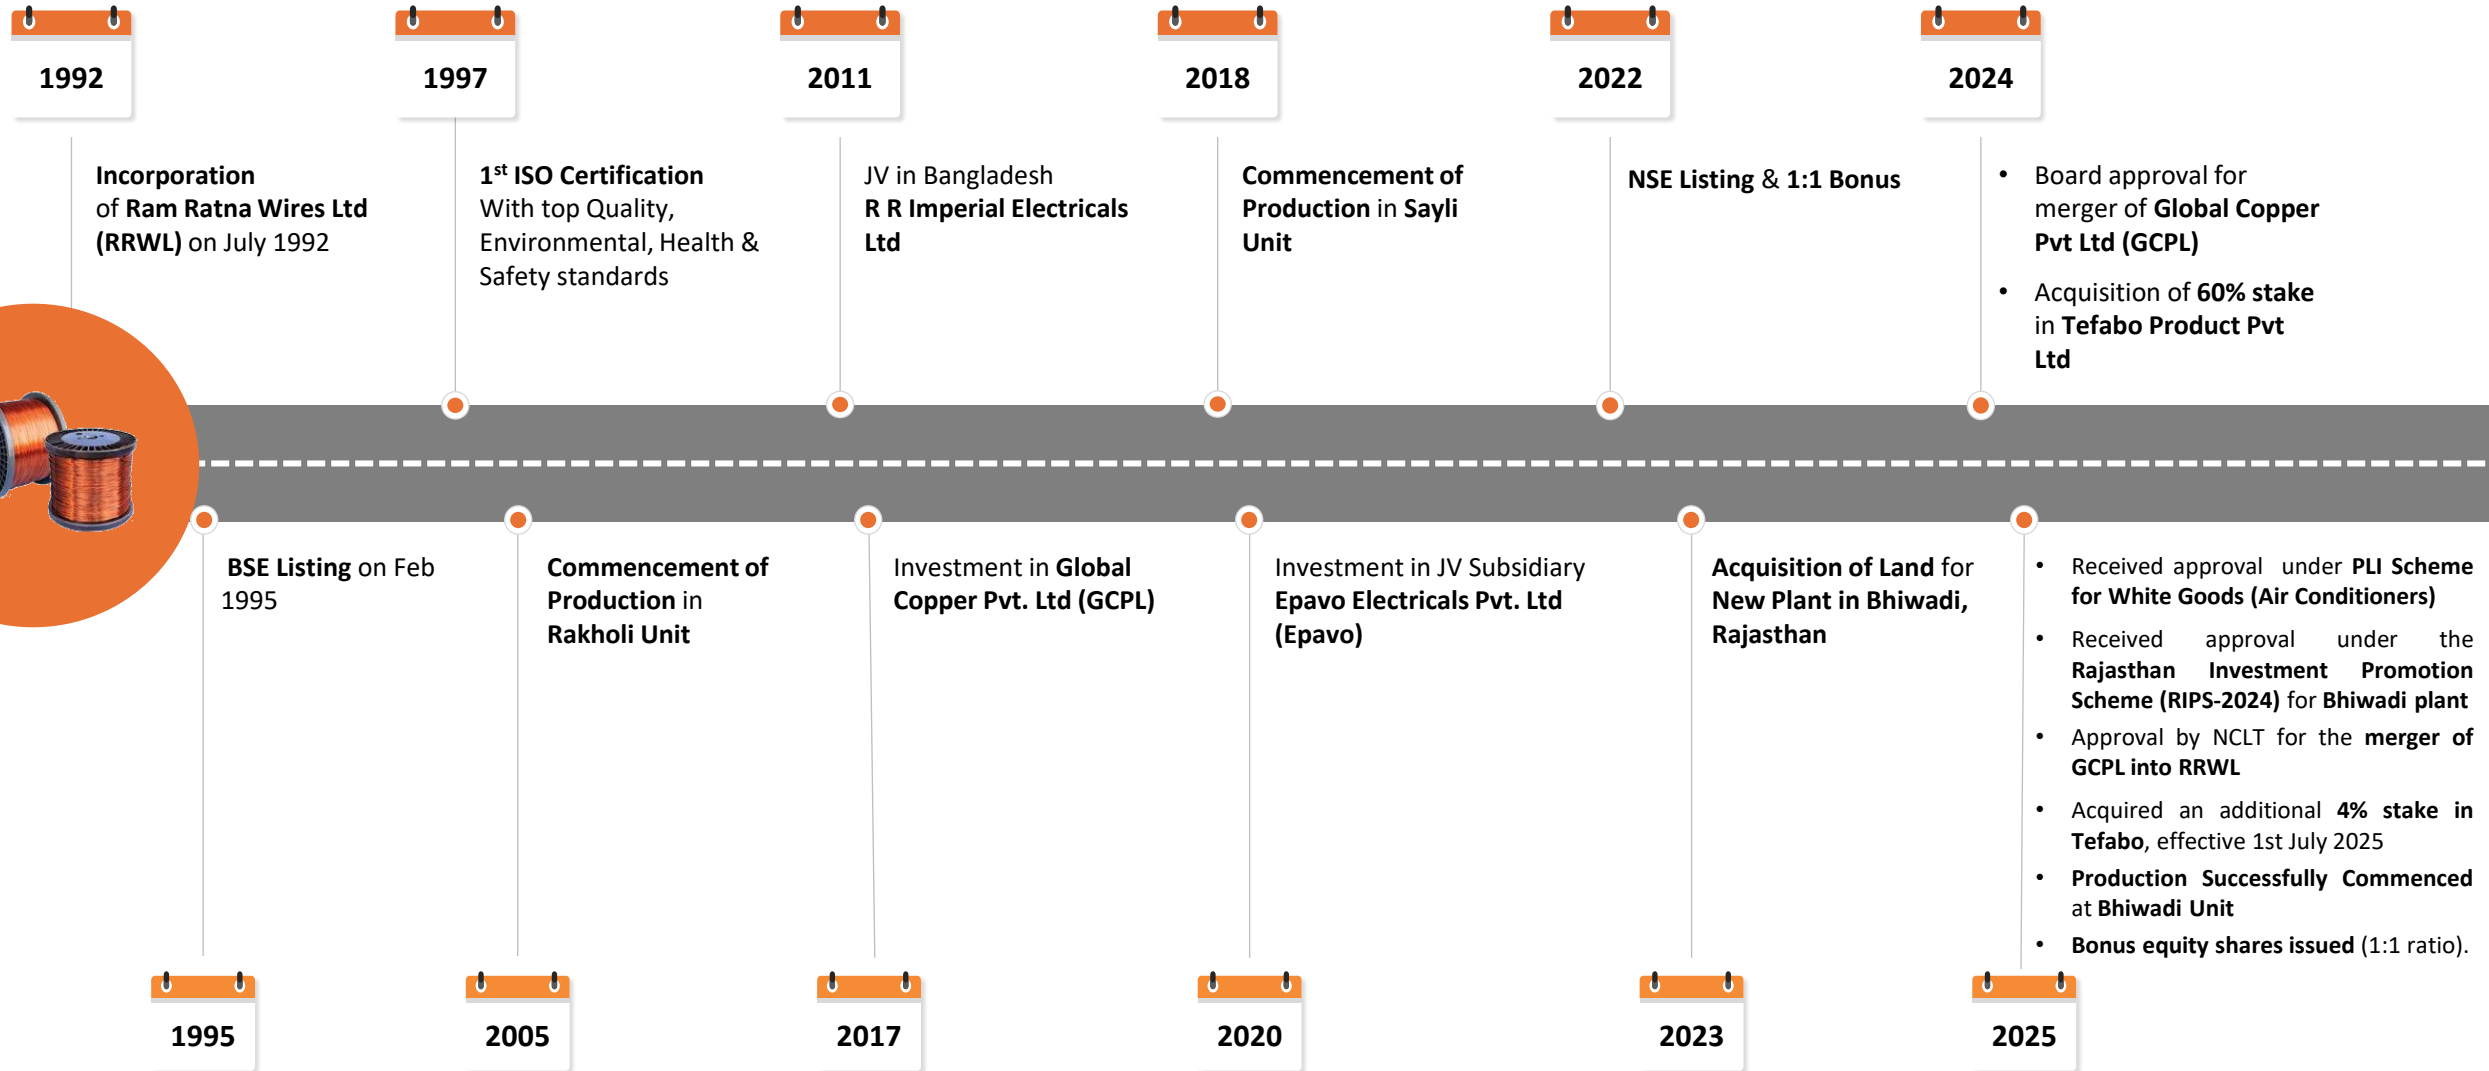 1992
Incorporation
of Ram Ratna Wires Ltd
(RRWL) on July 1992
1997
1st ISO Certification
With top Quality,
Environmental, Health &
Safety standards
2011
JV in Bangladesh
R R Imperial Electricals
Ltd
2018
Commencement of
Production in Sayli
Unit
2022
NSE Listing & 1:1 Bonus
2024
• Board approval for
merger of Global Copper
Pvt Ltd (GCPL)
• Acquisition of 60% stake
in Tefabo Product Pvt
Ltd
BSE Listing on Feb
1995
1995
Commencement of
Production in
Rakholi Unit
2005
Investment in Global
Copper Pvt. Ltd (GCPL)
2017
Investment in JV Subsidiary
Epavo Electricals Pvt. Ltd
(Epavo)
2020
Acquisition of Land for
New Plant in Bhiwadi,
Rajasthan
2023
• Received approval under PLI Scheme
for White Goods (Air Conditioners)
• Received approval under the
Rajasthan Investment Promotion
Scheme (RIPS-2024) for Bhiwadi plant
• Approval by NCLT for the merger of
GCPL into RRWL
• Acquired an additional 4% stake in
Tefabo, effective 1st July 2025
• Production Successfully Commenced
at Bhiwadi Unit
• Bonus equity shares issued (1:1 ratio).
2025